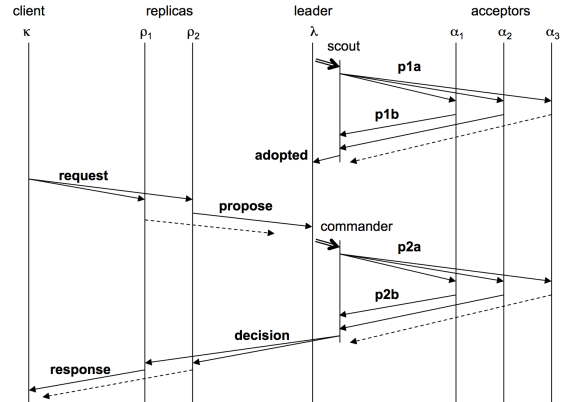 client replicas leader acceptors
κ ρ1 ρ2 λ α1 α2 α3
scout
p1a
p1b
adopted
request
propose
commander
p2a
p2b
decision
response